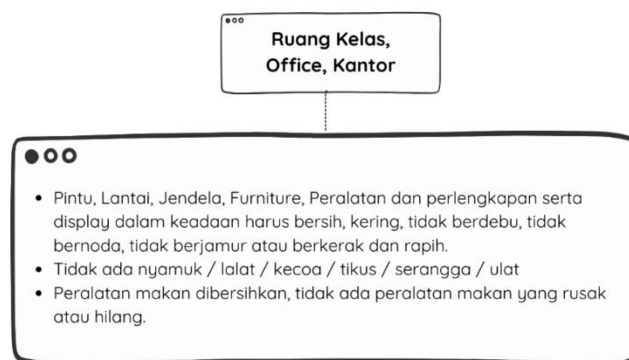 Ruang Kelas,
Office, Kantor
• Pintu, Lantai, Jendela, Furniture, Peralatan dan perlengkapan serta
display dalam keadaan harus bersih, kering, tidak berdebu, tidak
bernoda, tidak berjamur atau berkerak dan rapih.
• Tidak ada nyamuk / lalat / kecoa / tikus / serangga / ulat
• Peralatan makan dibersihkan, tidak ada peralatan makan yang rusak
atau hilang.